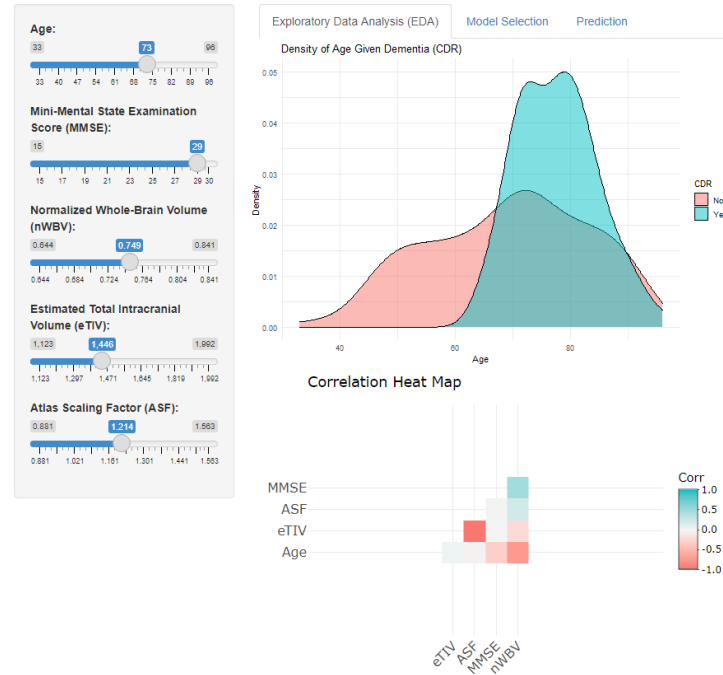 Age:
33 73 96
33 40 47 54 61 68 75 82 89 96
Mini-Mental State Examination
Score (MMSE):
15 29
15 17 19 21 23 25 27 29 30
Normalized Whole-Brain Volume
(nWBV):
0.644 0.749 0.841
0.644 0.684 0.724 0.764 0.804 0.841
Estimated Total Intracranial
Volume (eTIV):
1,123 1,446 1,992
1,123 1,297 1,471 1,645 1,819 1,992
Atlas Scaling Factor (ASF):
0.881 1.214 1.563
0.881 1.021 1.161 1.301 1.441 1.563
Exploratory Data Analysis (EDA) Model Selection Prediction
Density of Age Given Dementia (CDR)
0.05
0.04
0.03
0.02
0.01
0.00
Density
40 60 80
Age
CDR
No
Ye
Correlation Heat Map
MMSE
ASF
eTIV
Age
eTIV ASF MMSE nWBV
Corr
1.0
0.5
0.0
-0.5
-1.0